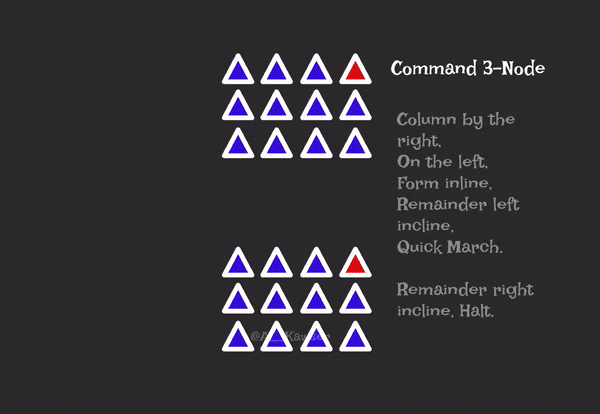 Command 3-Node
Column by the
right,
On the left,
Form inline,
Remainder left
incline,
Quick March.
Remainder right
incline, Halt.